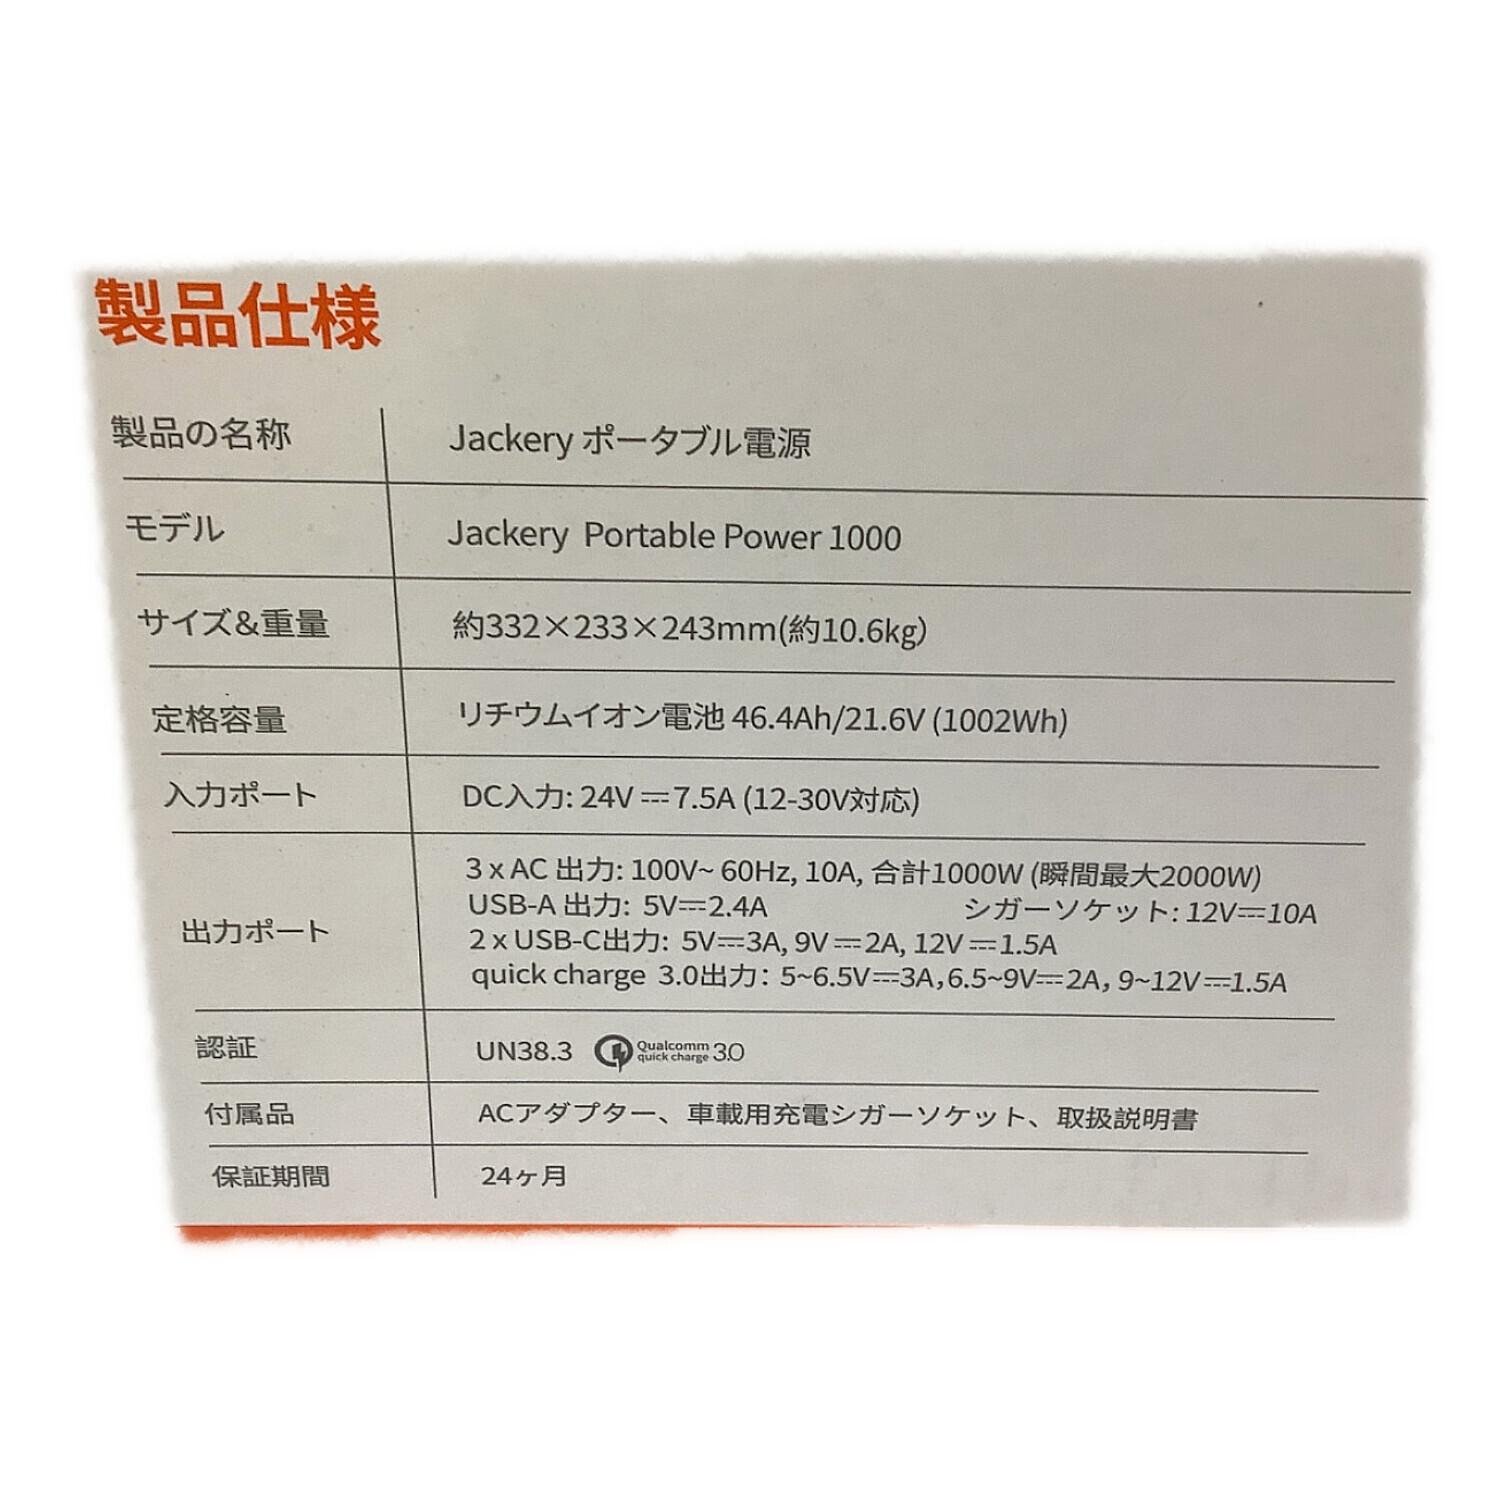 製品仕様
製品の名称 Jackery ポータブル電源
モデル Jackery Portable Power 1000
サイズ&重量 約332×233×243mm(約10.6kg)
定格容量 リチウムイオン電池 46.4Ah/21.6V (1002Wh)
入力ポート DC入力: 24V⎓7.5A (12-30V対応)
出力ポート
3 x AC 出力: 100V~ 60Hz, 10A, 合計1000W (瞬間最大2000W)
USB-A 出力: 5V⎓2.4A シガーソケット: 12V⎓10A
2 x USB-C出力: 5V⎓3A, 9V⎓2A, 12V⎓1.5A
quick charge 3.0出力: 5~6.5V⎓3A, 6.5~9V⎓2A, 9~12V⎓1.5A
認証 UN38.3 Qualcomm quick charge 3.0
付属品 ACアダプター、車載用充電シガーソケット、取扱説明書
保証期間 24ヶ月